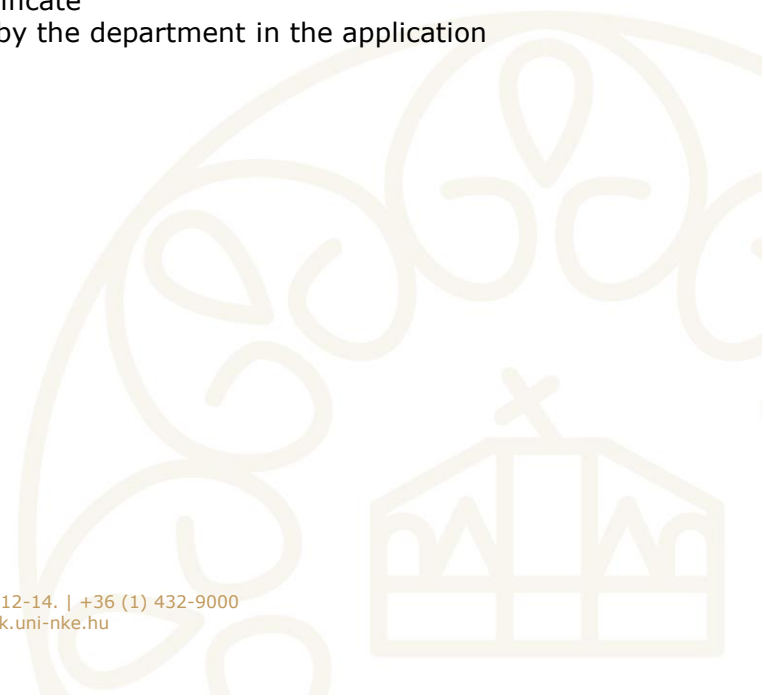 ificate
by the department in the application
12-14. | +36 (1) 432-9000
k.uni-nke.hu